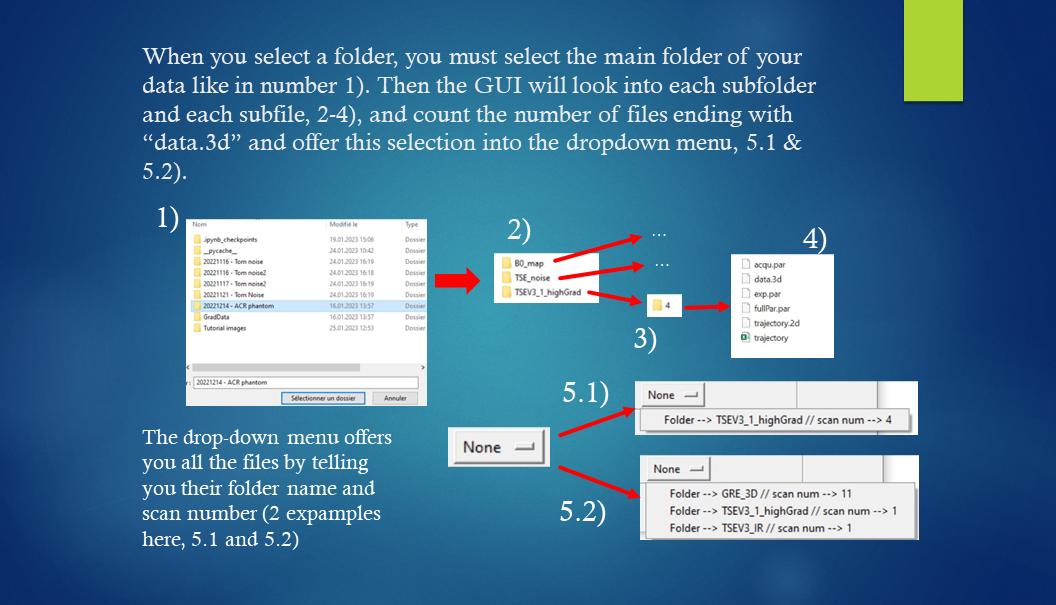 When you select a folder, you must select the main folder of your
data like in number 1). Then the GUI will look into each subfolder
and each subfile, 2-4), and count the number of files ending with
“data.3d” and offer this selection into the dropdown menu, 5.1 &
5.2).
1)
Nom Modifié le Type
.ipynb_checkpoints 19.01.2023 15:06 Dossier
__pycache__ 24.01.2023 10:42 Dossier
20221116 - Tom noise 24.01.2023 16:19 Dossier
20221116 - Tom noise2 24.01.2023 16:18 Dossier
20221117 - Tom noise2 24.01.2023 16:19 Dossier
20221121 - Tom Noise 24.01.2023 16:19 Dossier
20221214 - ACR phantom 16.01.2023 13:57 Dossier
GradData 16.01.2023 13:57 Dossier
Tutorial images 25.01.2023 12:53 Dossier
20221214 - ACR phantom
Sélectionner un dossier Annuler
2)
B0_map
TSE_noise
TSEV3_1_highGrad
...
...
3)
4
4)
acqu.par
data.3d
exp.par
fullPar.par
trajectory.2d
trajectory
The drop-down menu offers
you all the files by telling
you their folder name and
scan number (2 expamples
here, 5.1 and 5.2)
None
5.1)
None
Folder --> TSEV3_1_highGrad // scan num --> 4
5.2)
None
Folder --> GRE_3D // scan num --> 11
Folder --> TSEV3_1_highGrad // scan num --> 1
Folder --> TSEV3_IR // scan num --> 1